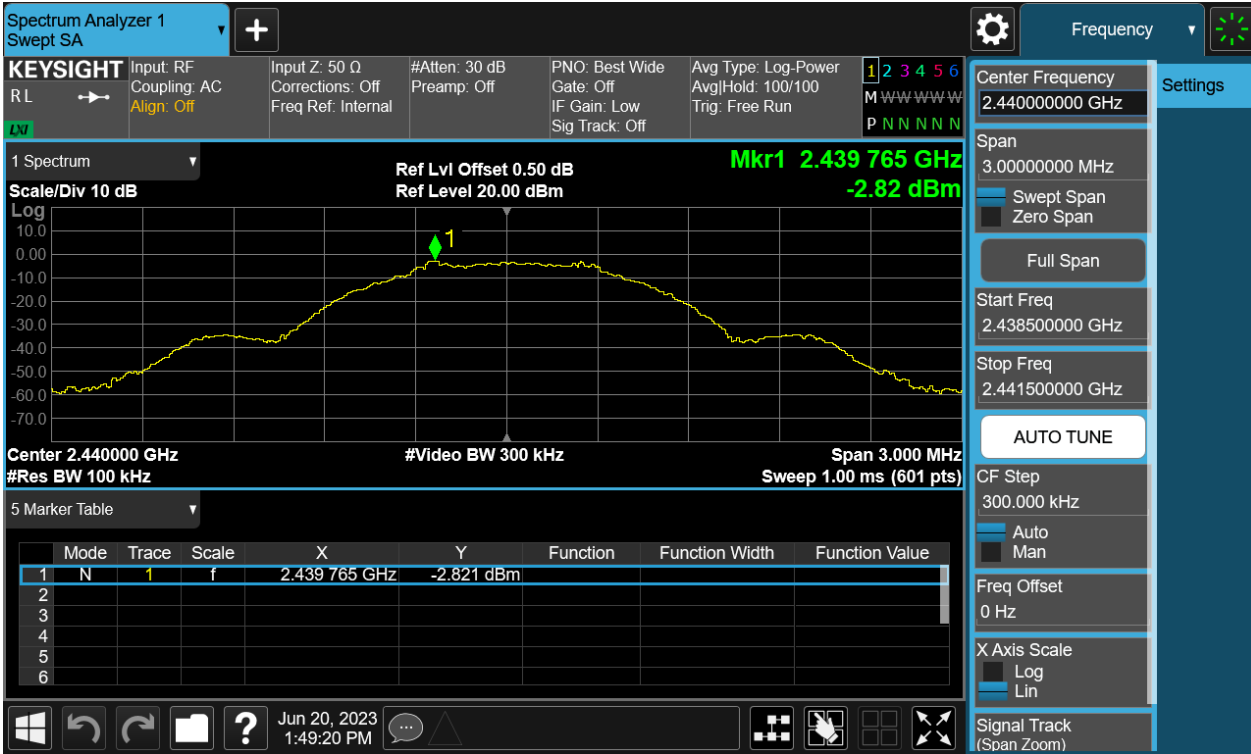 Spectrum Analyzer 1
Swept SA
Frequency
KEYSIGHT
R L
LXI
Input: RF
Coupling: AC
Align: Off
Input Z: 50 Ω
Corrections: Off
Freq Ref: Internal
#Atten: 30 dB
Preamp: Off
PNO: Best Wide
Gate: Off
IF Gain: Low
Sig Track: Off
Avg Type: Log-Power
Avg|Hold: 100/100
Trig: Free Run
1 2 3 4 5 6
M W W W W W
P N N N N N
1 Spectrum
Scale/Div 10 dB
Ref Lvl Offset 0.50 dB
Ref Level 20.00 dBm
Mkr1 2.439 765 GHz
-2.82 dBm
Log
10.0
0.00
-10.0
-20.0
-30.0
-40.0
-50.0
-60.0
-70.0
1
Center 2.440000 GHz
#Video BW 300 kHz
Span 3.000 MHz
#Res BW 100 kHz
Sweep 1.00 ms (601 pts)
5 Marker Table
Mode Trace Scale X Y Function Function Width Function Value
1 N 1 f 2.439 765 GHz -2.821 dBm
2
3
4
5
6
Jun 20, 2023
1:49:20 PM
?
Center Frequency
2.440000000 GHz
Settings
Span
3.00000000 MHz
Swept Span
Zero Span
Full Span
Start Freq
2.438500000 GHz
Stop Freq
2.441500000 GHz
AUTO TUNE
CF Step
300.000 kHz
Auto
Man
Freq Offset
0 Hz
X Axis Scale
Log
Lin
Signal Track
(Span Zoom)